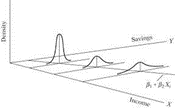 Density
Savings
Y
β₁ + β₂ Xᵢ
Income
X